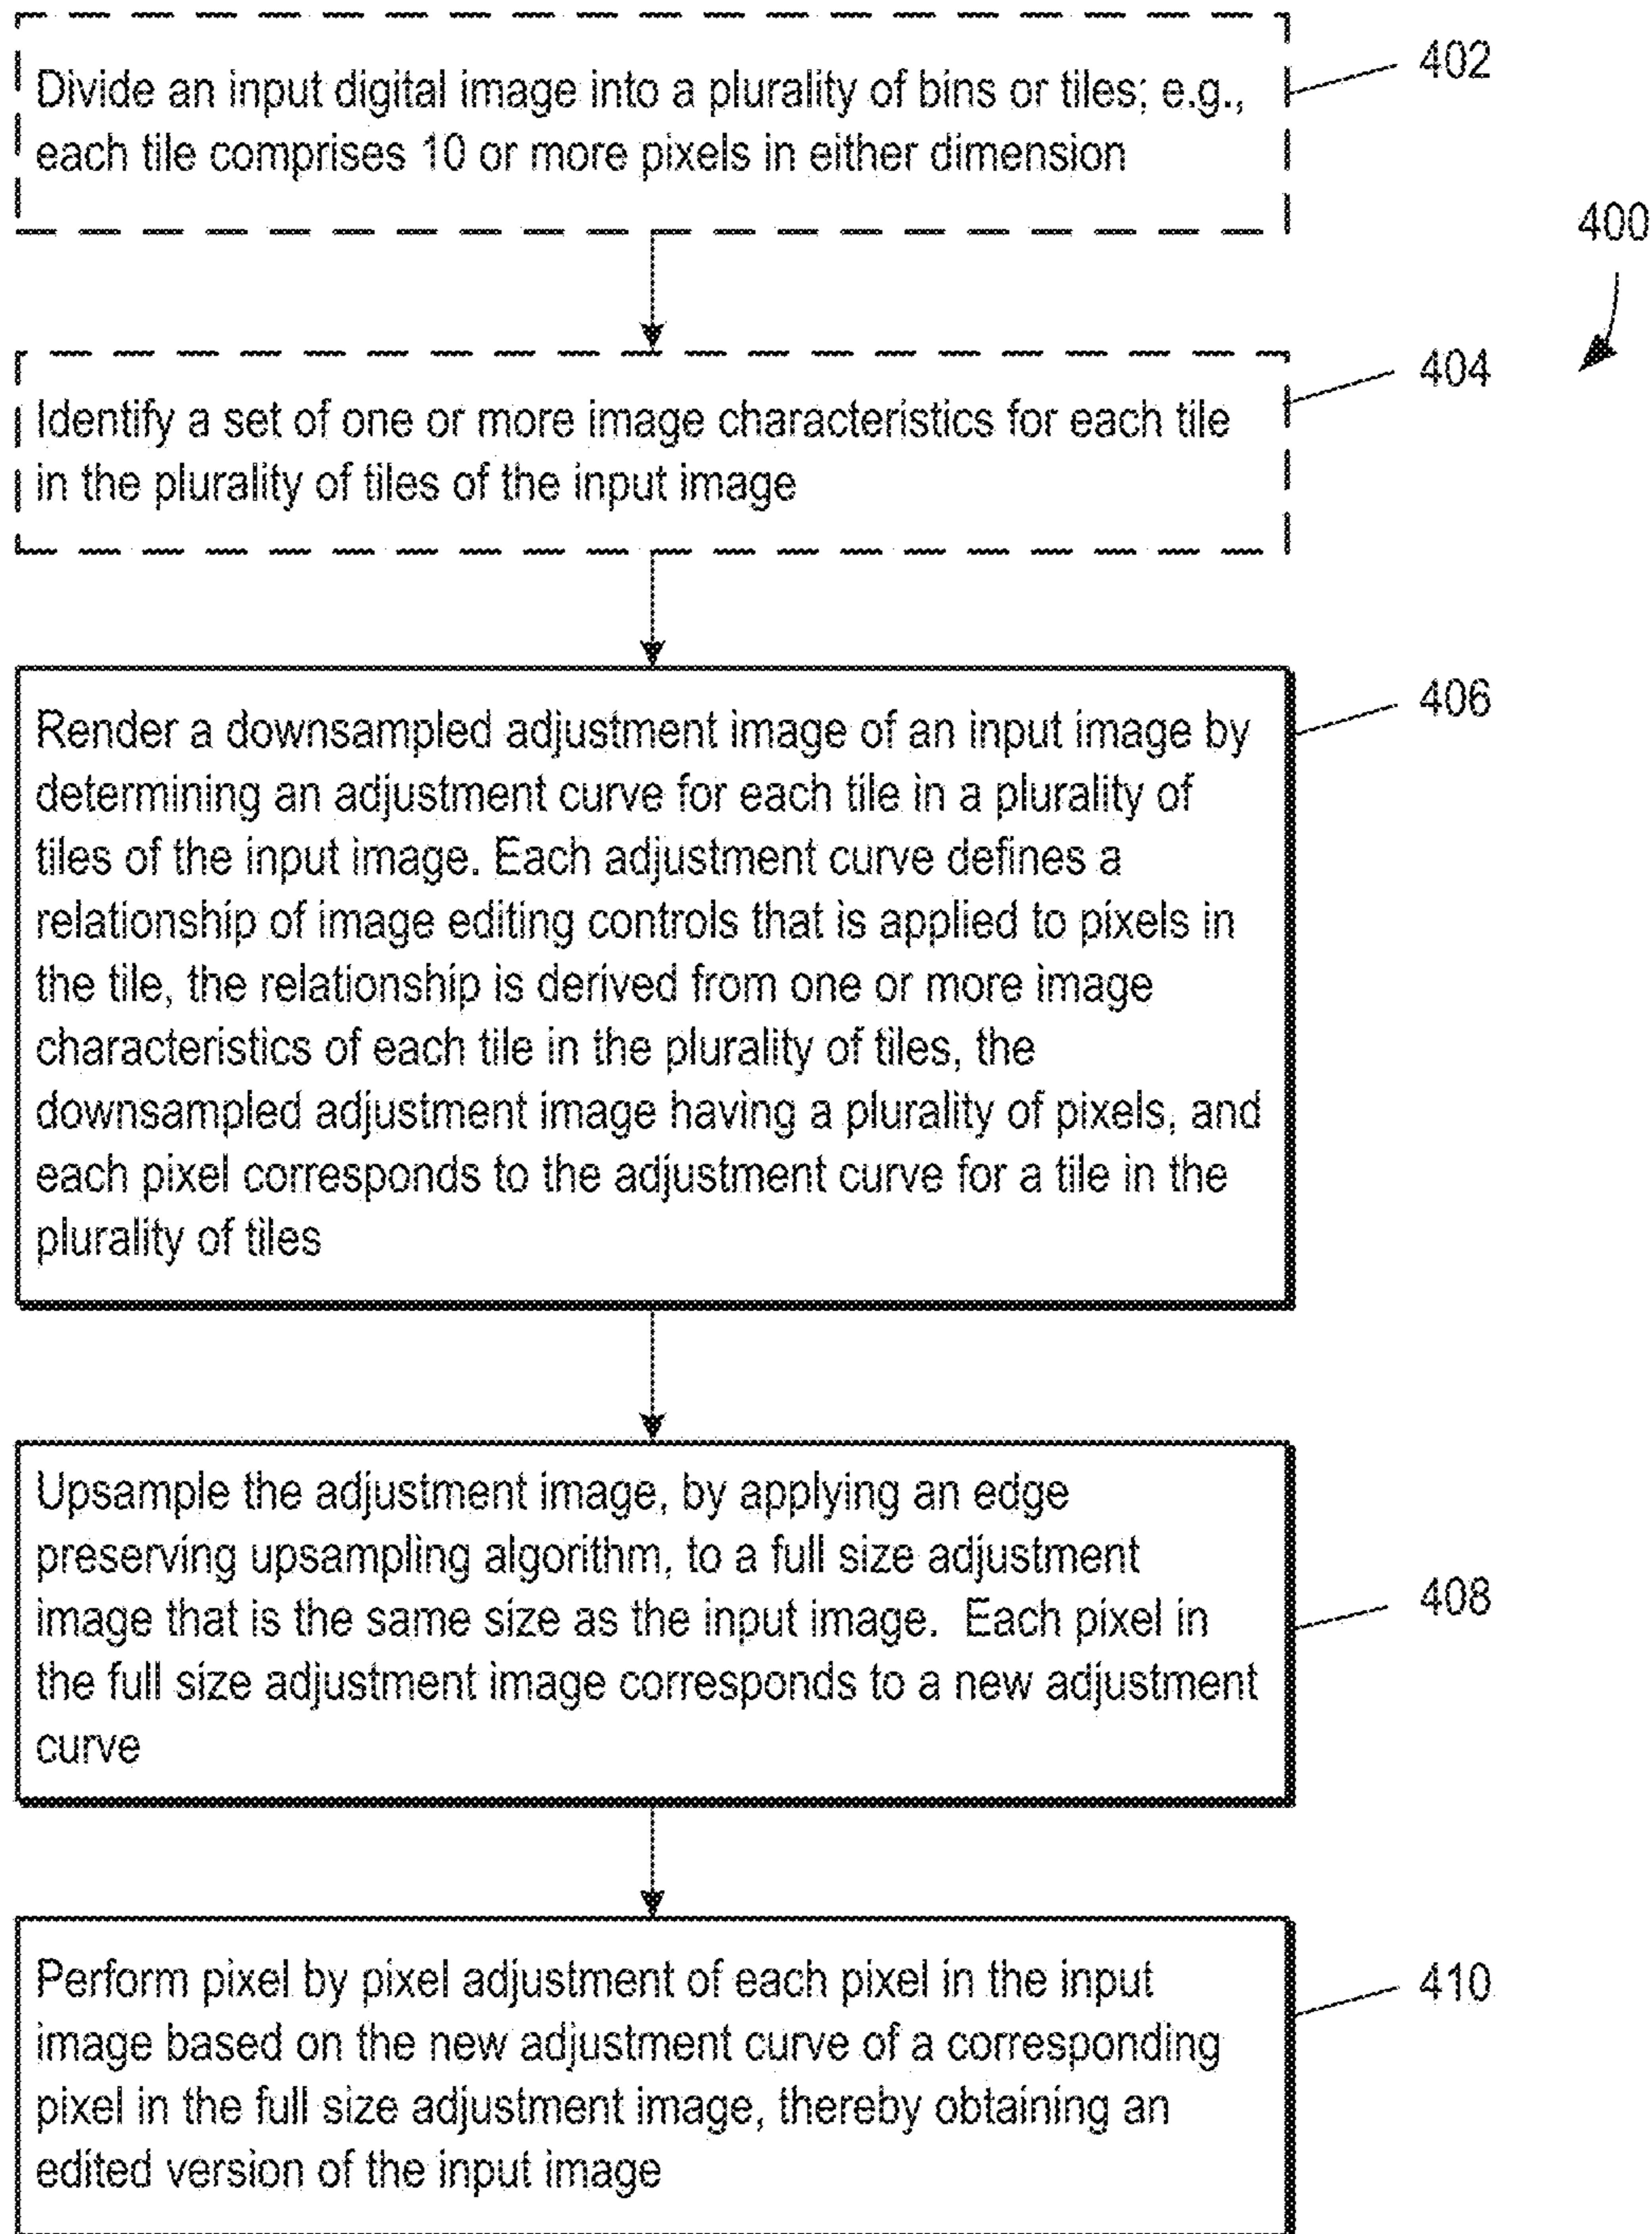 Divide an input digital image into a plurality of bins or tiles; e.g.,
each tile comprises 10 or more pixels in either dimension
402
400
Identify a set of one or more image characteristics for each tile
in the plurality of tiles of the input image
404
Render a downsampled adjustment image of an input image by
determining an adjustment curve for each tile in a plurality of
tiles of the input image. Each adjustment curve defines a
relationship of image editing controls that is applied to pixels in
the tile, the relationship is derived from one or more image
characteristics of each tile in the plurality of tiles, the
downsampled adjustment image having a plurality of pixels, and
each pixel corresponds to the adjustment curve for a tile in the
plurality of tiles
406
Upsample the adjustment image, by applying an edge
preserving upsampling algorithm, to a full size adjustment
image that is the same size as the input image. Each pixel in
the full size adjustment image corresponds to a new adjustment
curve
408
Perform pixel by pixel adjustment of each pixel in the input
image based on the new adjustment curve of a corresponding
pixel in the full size adjustment image, thereby obtaining an
edited version of the input image
410